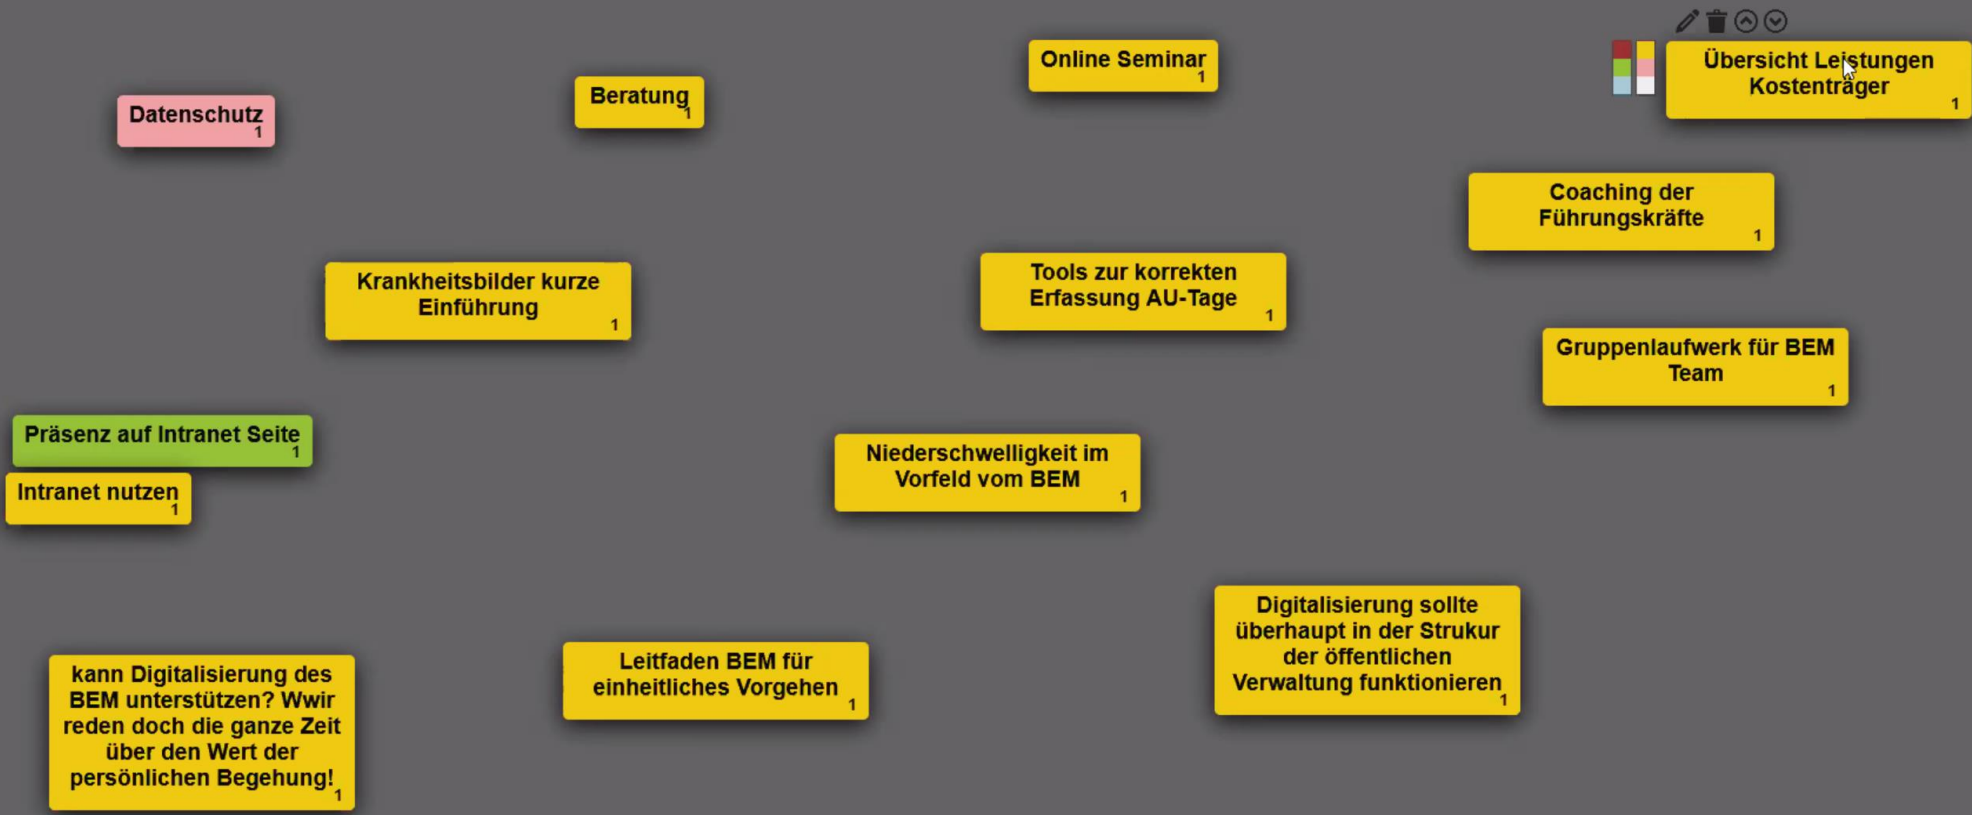 Online Seminar
1
Übersicht Leistungen
Kostenträger
1
Beratung
1
Datenschutz
1
Coaching der
Führungskräfte
1
Krankheitsbilder kurze
Einführung
1
Tools zur korrekten
Erfassung AU-Tage
1
Gruppenlaufwerk für BEM
Team
1
Präsenz auf Intranet Seite
1
Intranet nutzen
1
Niederschwelligkeit im
Vorfeld vom BEM
1
Digitalisierung sollte
überhaupt in der Strukur
der öffentlichen
Verwaltung funktionieren
1
Leitfaden BEM für
einheitliches Vorgehen
1
kann Digitalisierung des
BEM unterstützen? Wwir
reden doch die ganze Zeit
über den Wert der
persönlichen Begehung!
1